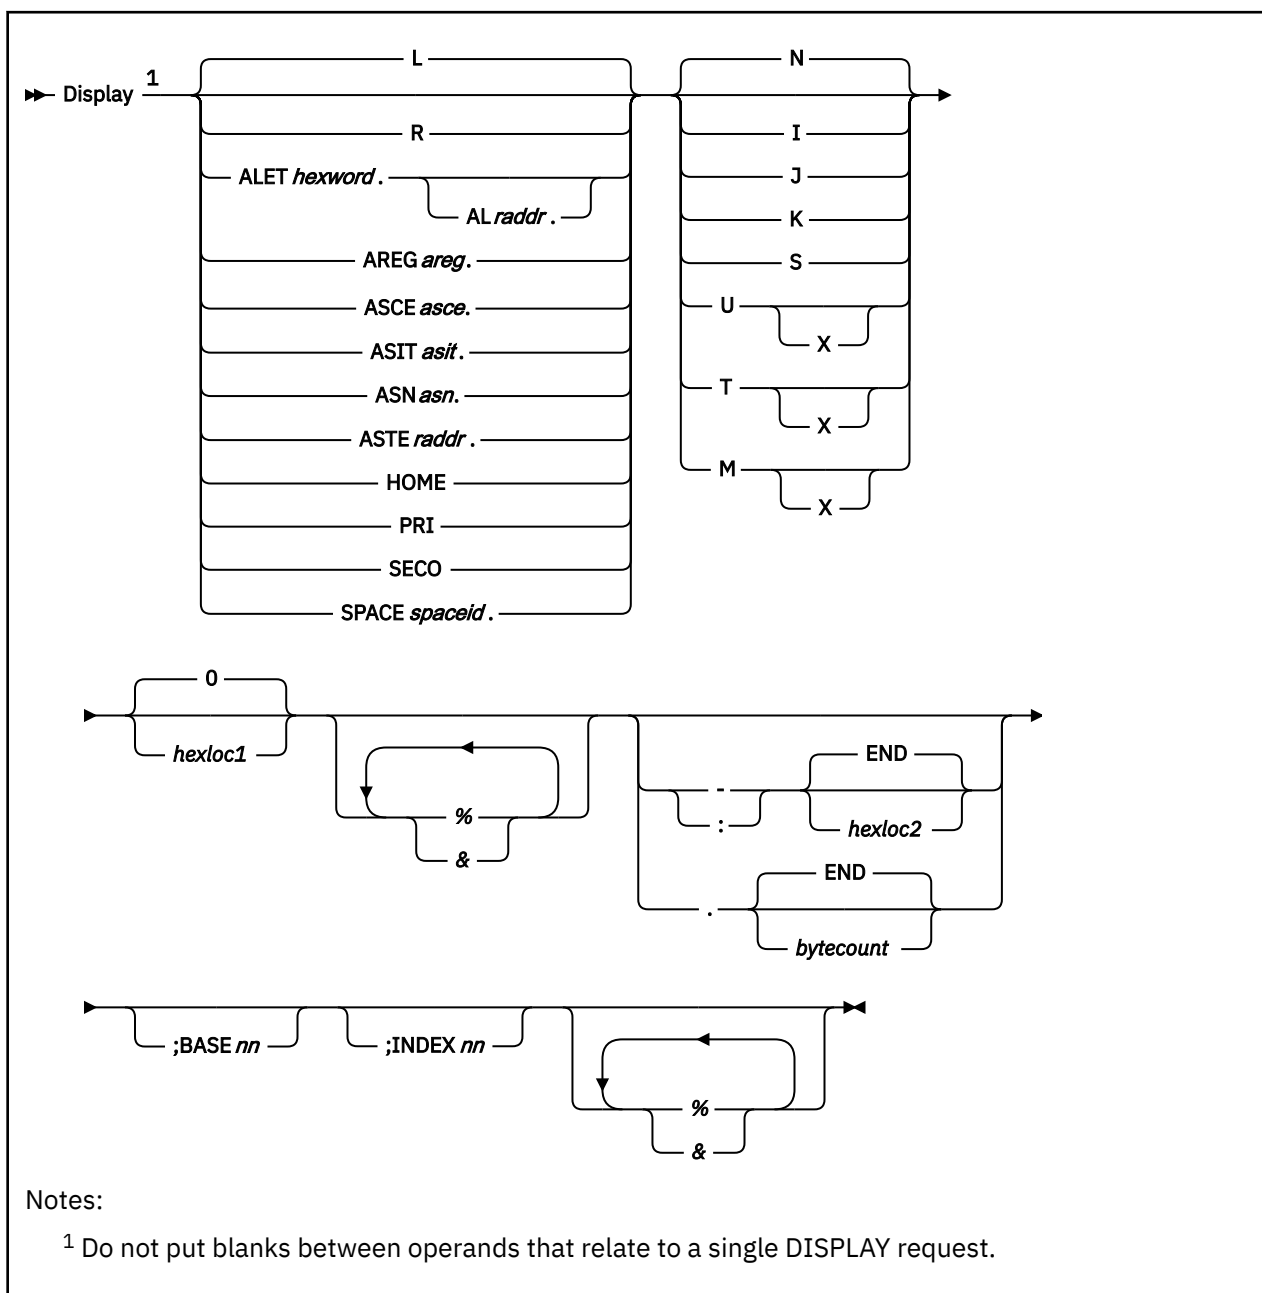 L N
Display 1
R I
ALET hexword . J
AL raddr . K
AREG areg. S
ASCE asce. U
ASIT asit . X
ASN asn. T
ASTE raddr . X
HOME M
PRI X
SECO
SPACE spaceid .
0
hexloc1
% - END
& : hexloc2
. END
bytecount
;BASE nn ;INDEX nn
%
&
Notes:
1 Do not put blanks between operands that relate to a single DISPLAY request.